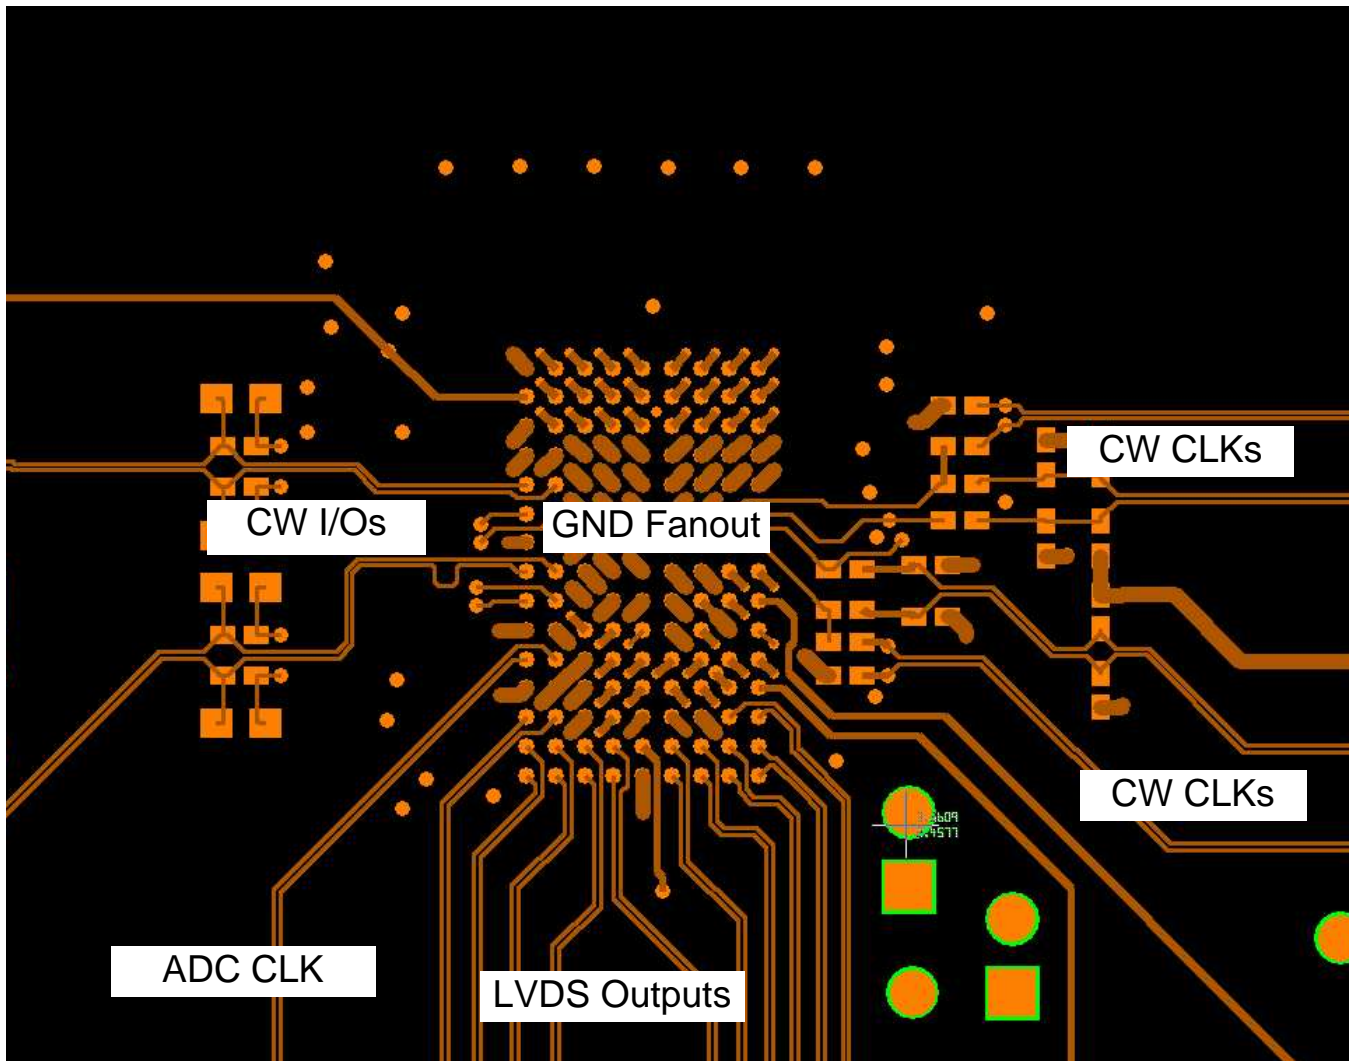 CW CLKs
CW I/Os
GND Fanout
CW CLKs
ADC CLK
LVDS Outputs